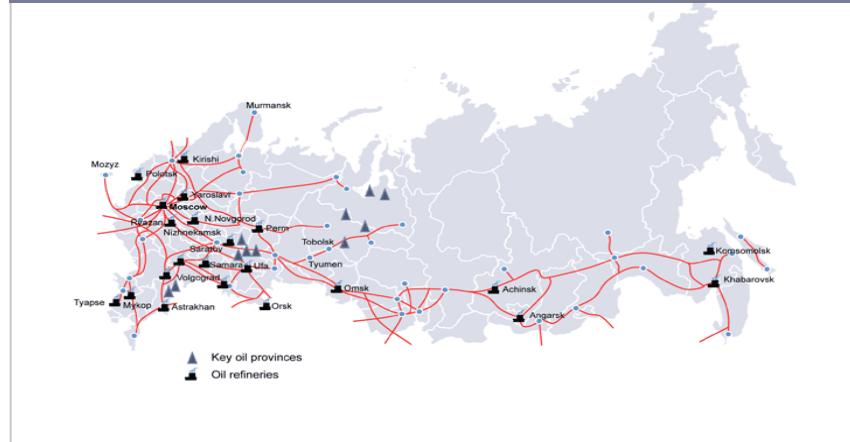 Murmansk
Mozyz
Kirishi
Polotsk
Yaroslavl
Moscow
Ryazan
N.Novgorod
Nizhnekamsk
Perm
Saratov
Tobolsk
Samara
Ufa
Tyumen
Volgograd
Omsk
Tyapse
Mykop
Astrakhan
Orsk
Achinsk
Angarsk
Komsomolsk
Khabarovsk
Key oil provinces
Oil refineries